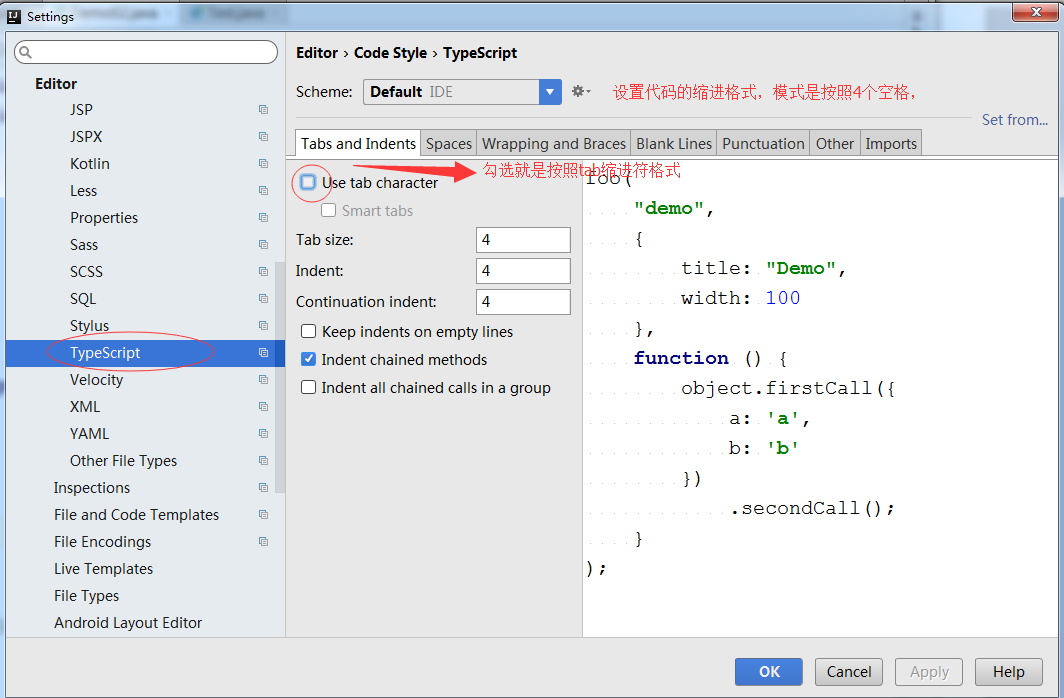 Settings
Editor
JSP
JSPX
Kotlin
Less
Properties
Sass
SCSS
SQL
Stylus
TypeScript
Velocity
XML
YAML
Other File Types
Inspections
File and Code Templates
File Encodings
Live Templates
File Types
Android Layout Editor
Editor › Code Style › TypeScript
Scheme: Default IDE 设置代码的缩进格式，模式是按照4个空格，
Set from...
Tabs and Indents Spaces Wrapping and Braces Blank Lines Punctuation Other Imports
勾选就是按照tab缩进符格式
Use tab character
Smart tabs
Tab size: 4
Indent: 4
Continuation indent: 4
Keep indents on empty lines
Indent chained methods
Indent all chained calls in a group
foo(
"demo",
{
title: "Demo",
width: 100
},
function () {
object.firstCall({
a: 'a',
b: 'b'
})
.secondCall();
}
);
OK Cancel Apply Help